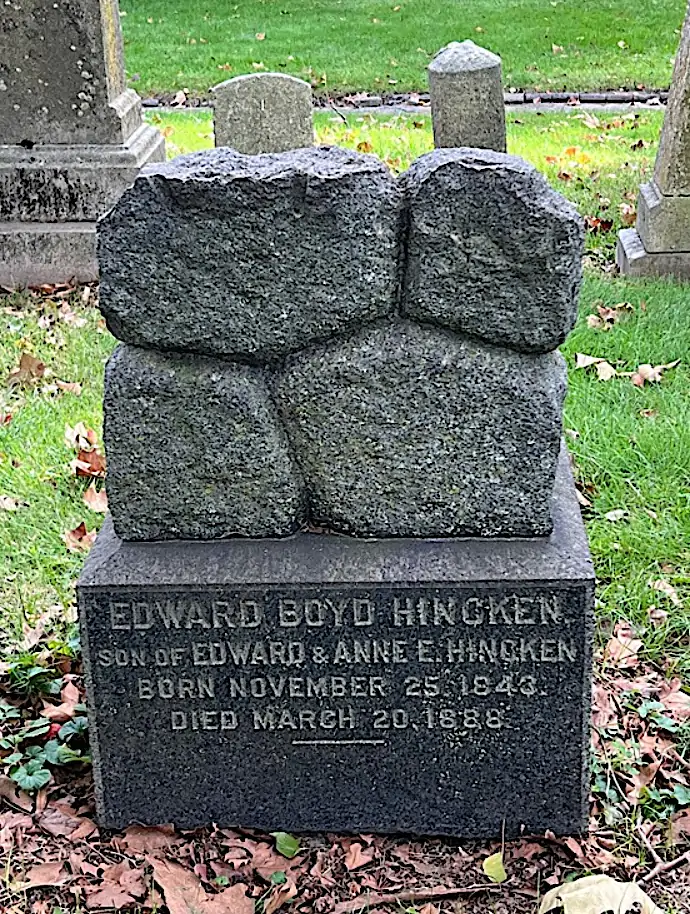 EDWARD BOYD HINCKEN.
SON OF EDWARD & ANNE E. HINCKEN
BORN NOVEMBER 25, 1843.
DIED MARCH 20, 1888.